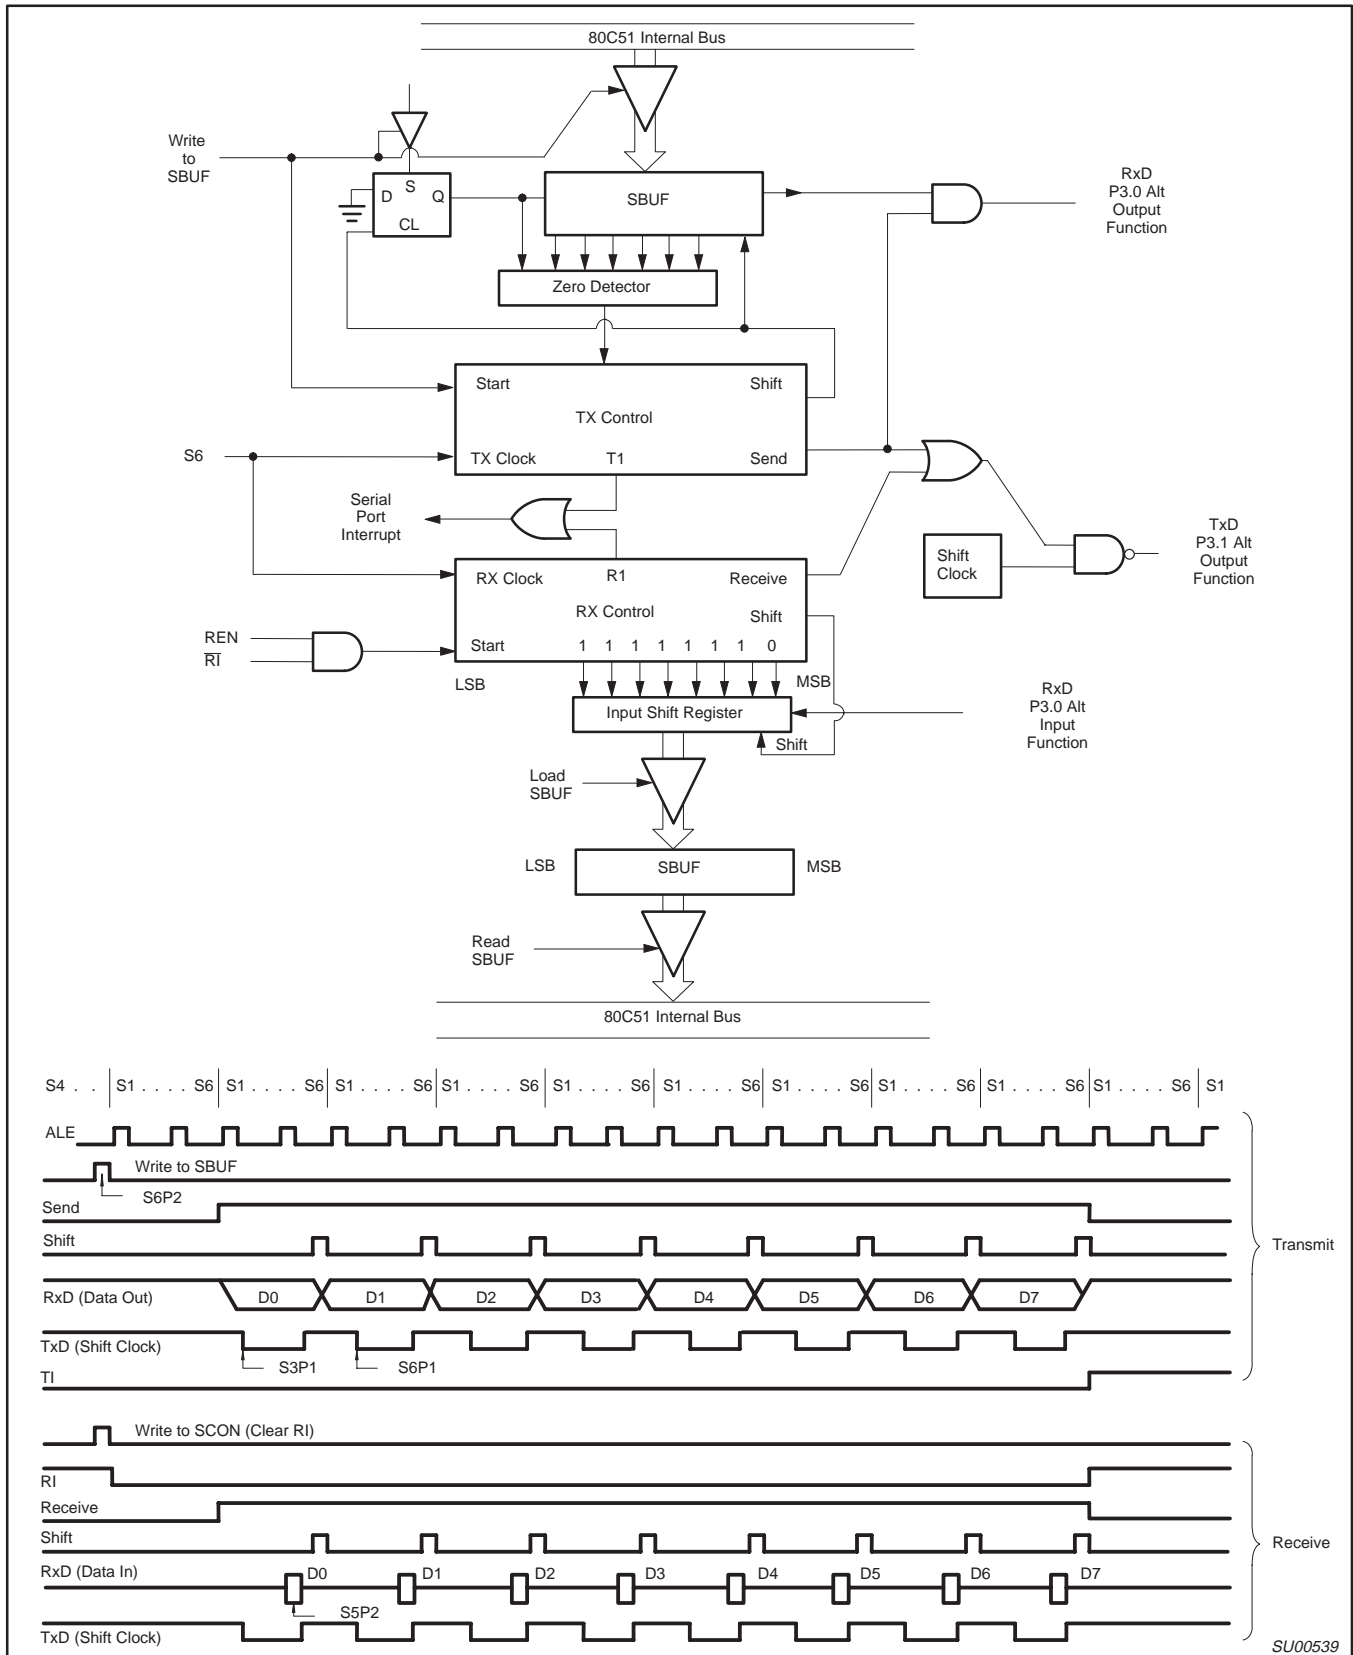 80C51 Internal Bus
Write
to
SBUF
S
D
Q
CL
SBUF
RxD
P3.0 Alt
Output
Function
Zero Detector
Start
Shift
TX Control
S6
TX Clock
T1
Send
Serial
Port
Interrupt
TxD
P3.1 Alt
Output
Function
Shift
Clock
RX Clock
R1
Receive
RX Control
Shift
REN
RI
Start
1 1 1 1 1 1 1 0
LSB
MSB
Input Shift Register
RxD
P3.0 Alt
Input
Function
Shift
Load
SBUF
LSB
SBUF
MSB
Read
SBUF
80C51 Internal Bus
S4 . . S1 . . . . S6 S1 . . . . S6 S1 . . . . S6 S1 . . . . S6 S1 . . . . S6 S1 . . . . S6 S1 . . . . S6 S1 . . . . S6 S1 . . . . S6 S1 . . . . S6 S1
ALE
Write to SBUF
S6P2
Send
Shift
Transmit
RxD (Data Out)
D0 D1 D2 D3 D4 D5 D6 D7
TxD (Shift Clock)
S3P1
S6P1
TI
Write to SCON (Clear RI)
RI
Receive
Shift
Receive
RxD (Data In)
D0 D1 D2 D3 D4 D5 D6 D7
S5P2
TxD (Shift Clock)
SU00539